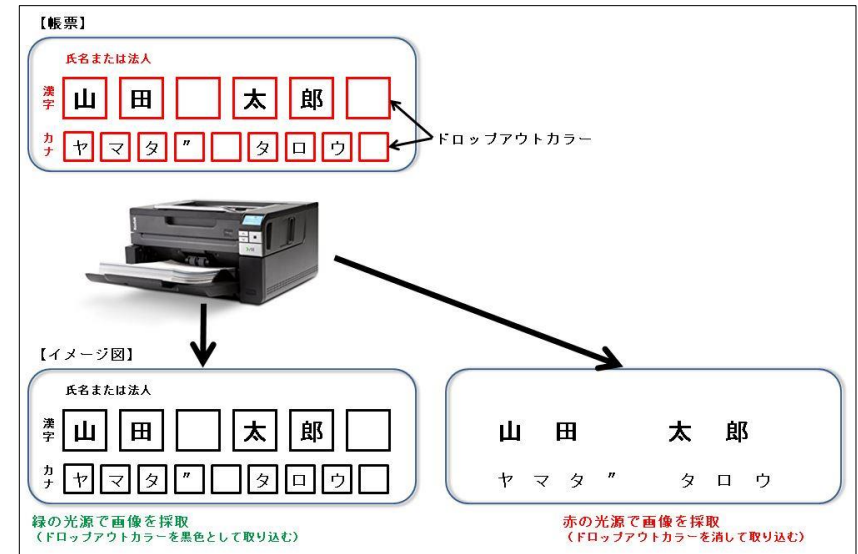 【帳票】
氏名または法人
漢字 山 田 太 郎
カナ ヤ マ タ ” タ ロ ウ
ドロップアウトカラー
【イメージ図】
氏名または法人
漢字 山 田 太 郎
カナ ヤ マ タ ” タ ロ ウ
山 田 太 郎
ヤ マ タ ” タ ロ ウ
緑の光源で画像を採取
(ドロップアウトカラーを黒色として取り込む)
赤の光源で画像を採取
(ドロップアウトカラーを消して取り込む)